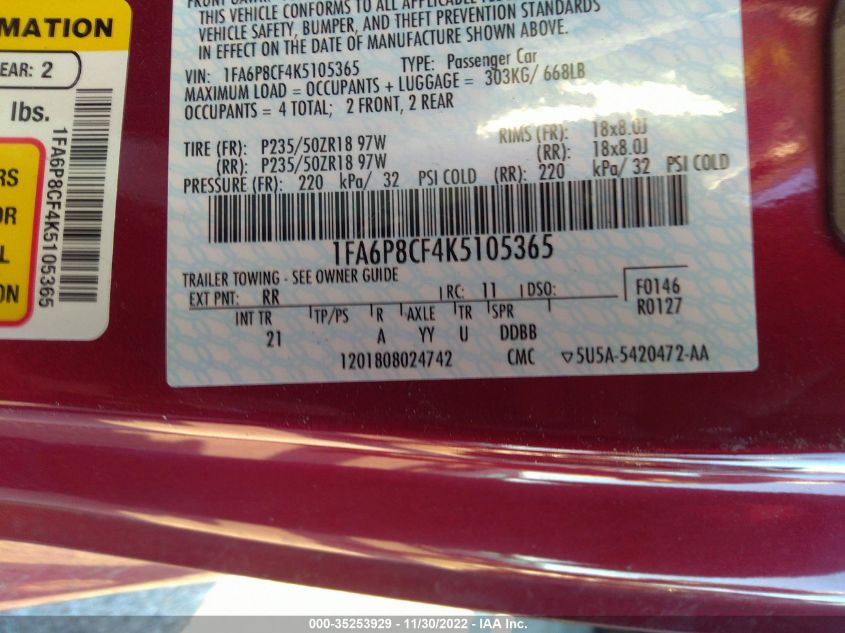 THIS VEHICLE CONFORMS TO ALL APPLICABLE
VEHICLE SAFETY, BUMPER, AND THEFT PREVENTION STANDARDS
IN EFFECT ON THE DATE OF MANUFACTURE SHOWN ABOVE.
VIN: 1FA6P8CF4K5105365 TYPE: Passenger Car
MAXIMUM LOAD = OCCUPANTS + LUGGAGE = 303KG/ 668LB
OCCUPANTS = 4 TOTAL; 2 FRONT, 2 REAR
TIRE (FR): P235/50ZR18 97W RIMS (FR): 18x8.0J
(RR): P235/50ZR18 97W (RR): 18x8.0J
PRESSURE (FR): 220 kPa/ 32 PSI COLD (RR): 220 kPa/ 32 PSI COLD
1FA6P8CF4K5105365
TRAILER TOWING - SEE OWNER GUIDE
EXT PNT: RR RC: 11 DSO: F0146
R0127
INT TR TP/PS R AXLE TR SPR
21 A YY U DDBB
1201808024742 CMC ▽5U5A-5420472-AA
MATION
EAR: 2
lbs.
RS
OR
L
ON
1FA6P8CF4K5105365
000-35253929 - 11/30/2022 - IAA Inc.